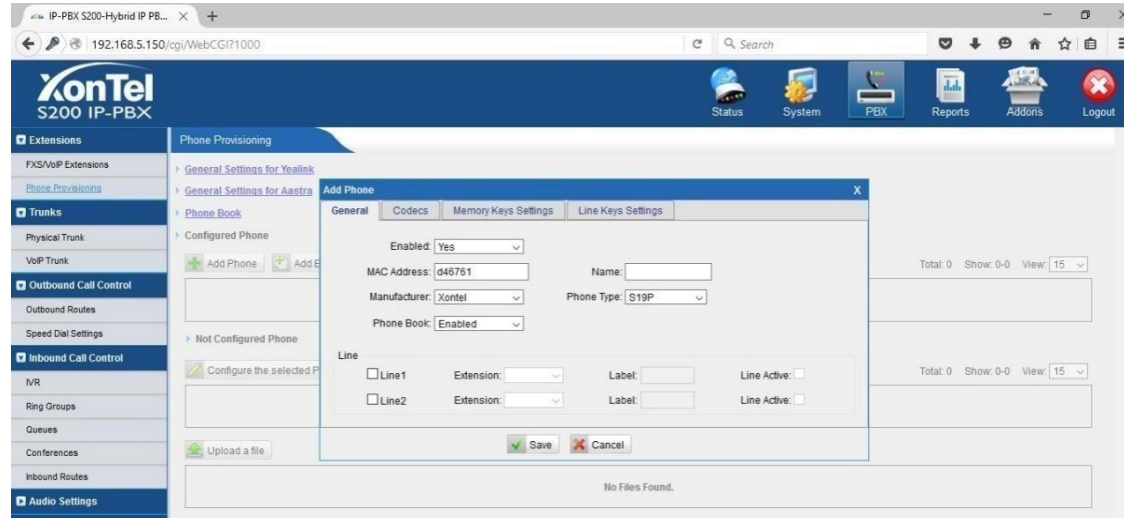 IP-PBX S200-Hybrid IP PB...
192.168.5.150/cgi/WebCGI?1000
Search
XonTel
S200 IP-PBX
Status
System
PBX
Reports
Addons
Logout
Extensions
FXS/VoIP Extensions
Phone Provisioning
Trunks
Physical Trunk
VoIP Trunk
Outbound Call Control
Outbound Routes
Speed Dial Settings
Inbound Call Control
IVR
Ring Groups
Queues
Conferences
Inbound Routes
Audio Settings
Phone Provisioning
General Settings for Yealink
General Settings for Aastra
Phone Book
Configured Phone
Add Phone Add E
Total: 0 Show: 0-0 View: 15
Not Configured Phone
Configure the selected P
Total: 0 Show: 0-0 View: 15
Upload a file
No Files Found.
Add Phone X
General Codecs Memory Keys Settings Line Keys Settings
Enabled: Yes
MAC Address: d46761 Name:
Manufacturer: Xontel Phone Type: S19P
Phone Book: Enabled
Line
Line1 Extension: Label: Line Active:
Line2 Extension: Label: Line Active:
Save Cancel